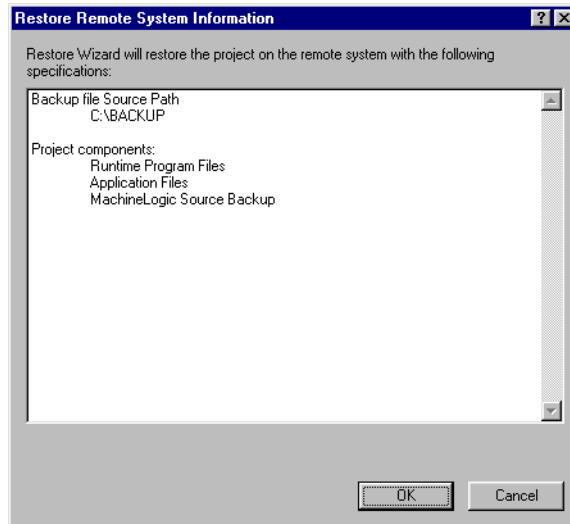 Restore Remote System Information
Restore Wizard will restore the project on the remote system with the following
specifications:
Backup file Source Path
C:\BACKUP
Project components:
Runtime Program Files
Application Files
MachineLogic Source Backup
OK
Cancel